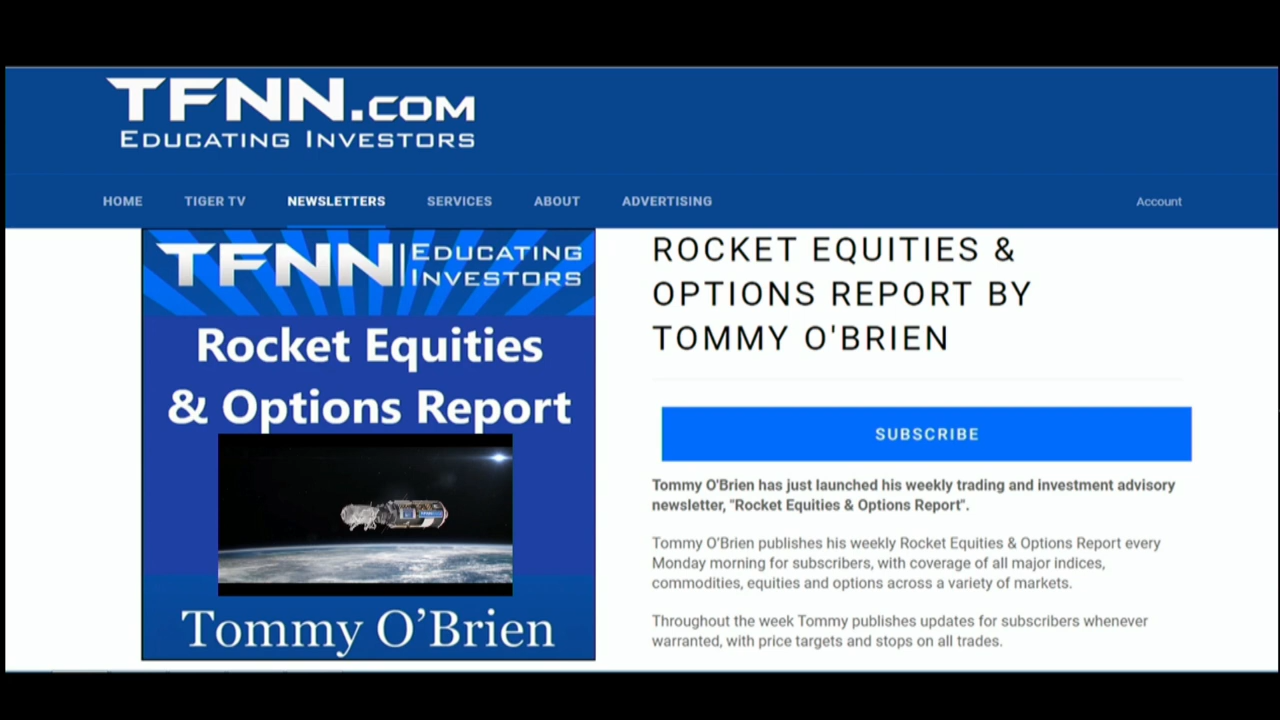 TFNN.COM
EDUCATING INVESTORS
HOME TIGER TV NEWSLETTERS SERVICES ABOUT ADVERTISING Account
TFNN EDUCATING
INVESTORS
Rocket Equities
& Options Report
Tommy O’Brien
ROCKET EQUITIES &
OPTIONS REPORT BY
TOMMY O'BRIEN
SUBSCRIBE
Tommy O'Brien has just launched his weekly trading and investment advisory
newsletter, "Rocket Equities & Options Report".
Tommy O’Brien publishes his weekly Rocket Equities & Options Report every
Monday morning for subscribers, with coverage of all major indices,
commodities, equities and options across a variety of markets.
Throughout the week Tommy publishes updates for subscribers whenever
warranted, with price targets and stops on all trades.